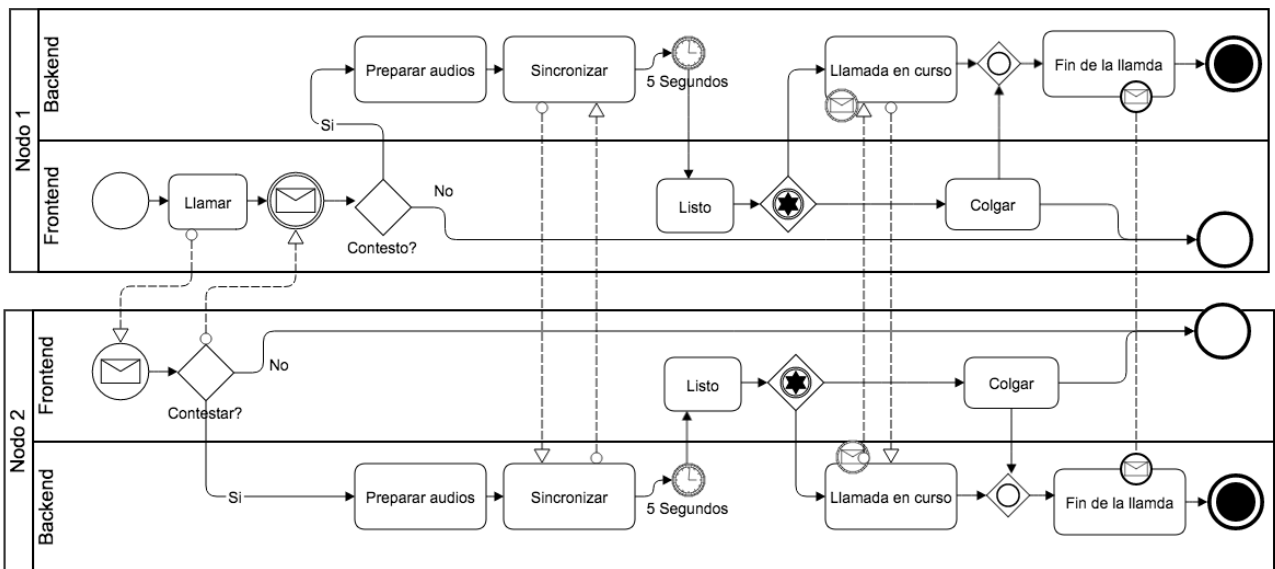 Nodo 1
Backend
Preparar audios
Sincronizar
5 Segundos
Llamada en curso
Fin de la llamda
Si
Frontend
Llamar
Contesto?
No
Listo
Colgar
Nodo 2
Frontend
Contestar?
No
Listo
Colgar
Backend
Si
Preparar audios
Sincronizar
5 Segundos
Llamada en curso
Fin de la llamda